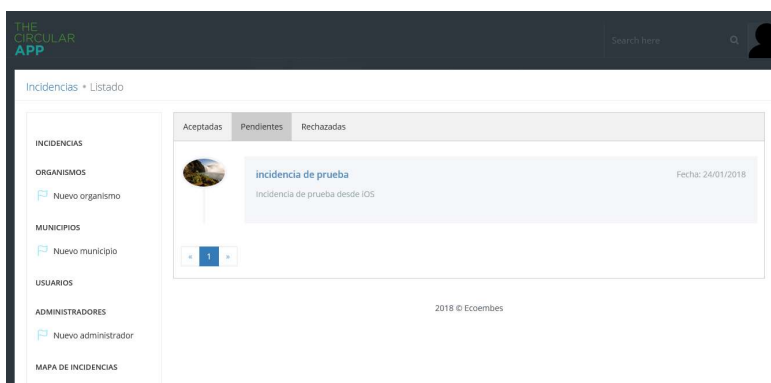 THE
CIRCULAR
APP
Search here
Incidencias • Listado
INCIDENCIAS
ORGANISMOS
Nuevo organismo
MUNICIPIOS
Nuevo municipio
USUARIOS
ADMINISTRADORES
Nuevo administrador
MAPA DE INCIDENCIAS
Aceptadas Pendientes Rechazadas
incidencia de prueba Fecha: 24/01/2018
Incidencia de prueba desde iOS
« 1 »
2018 © Ecoembes